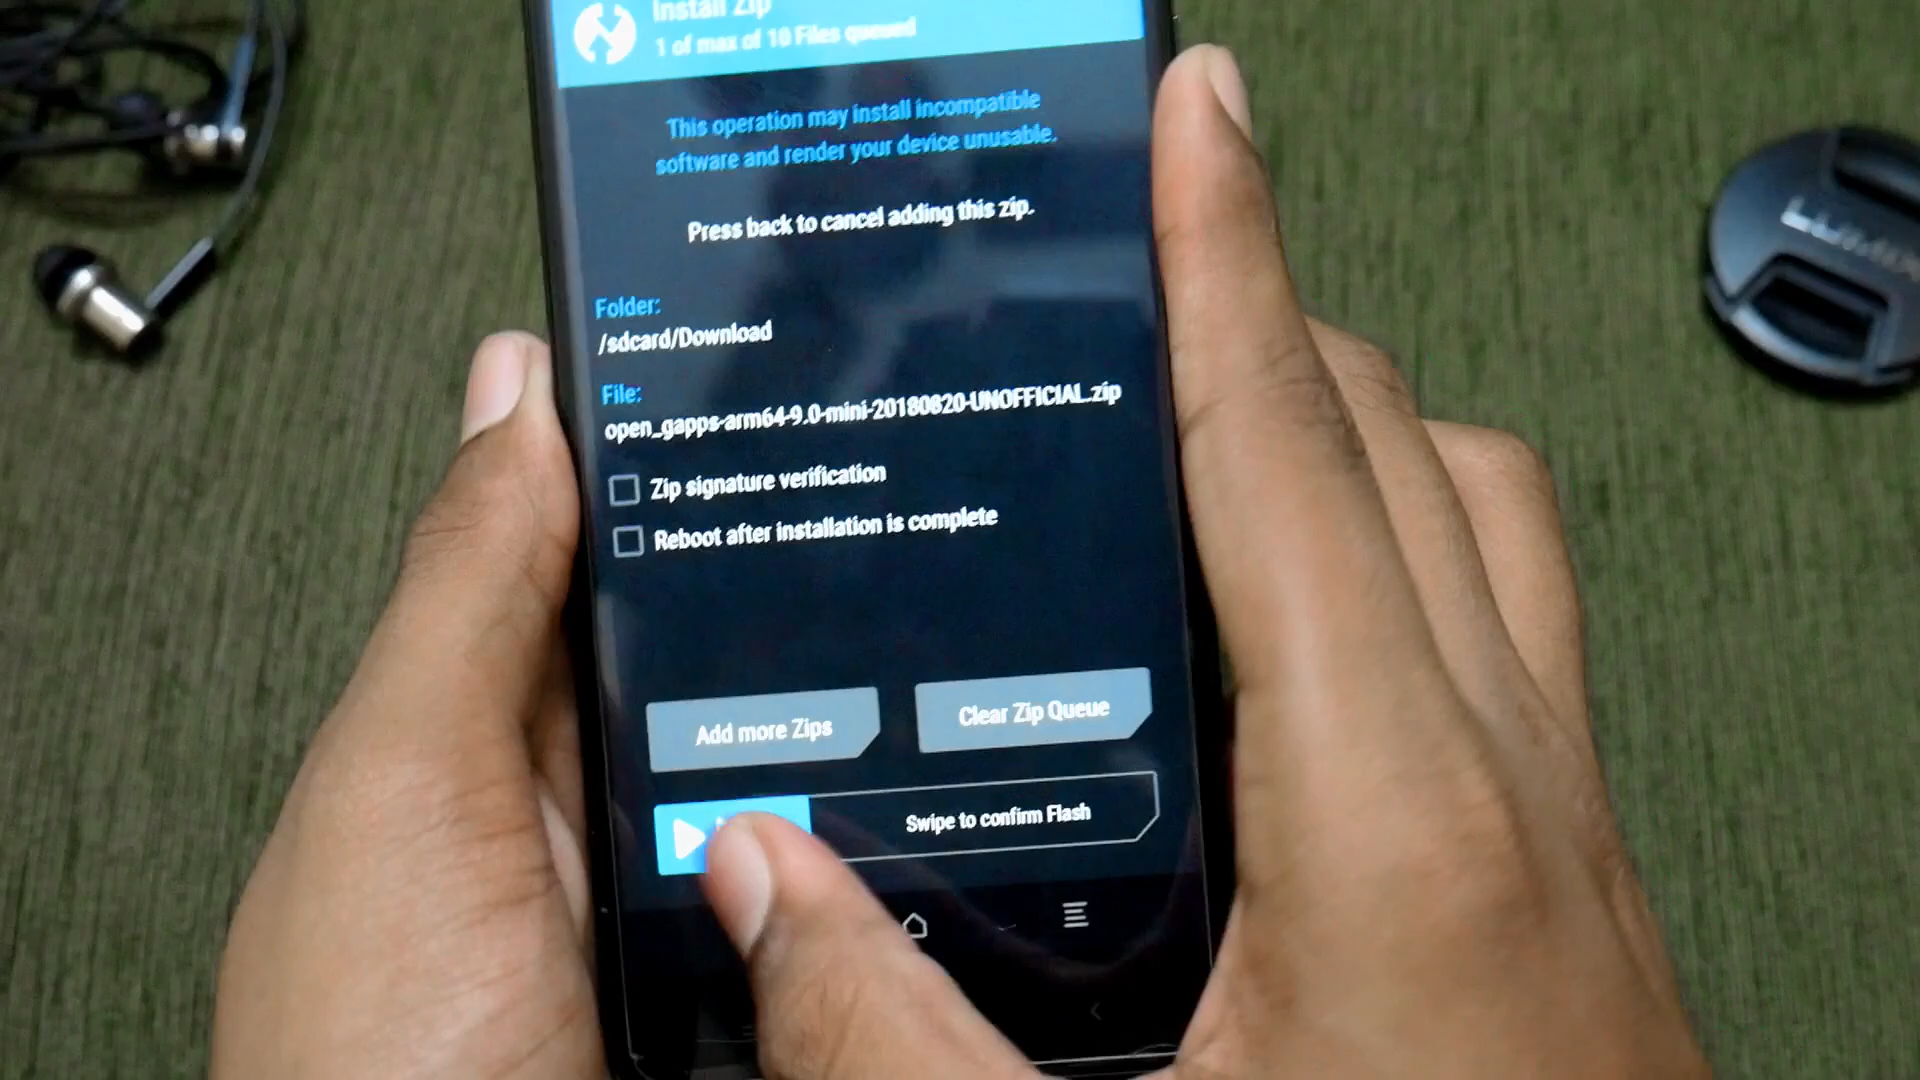 Install Zip
1 of max of 10 Files queued
This operation may install incompatible
software and render your device unusable.
Press back to cancel adding this zip.
Folder:
/sdcard/Download
File:
open_gapps-arm64-9.0-mini-20180820-UNOFFICIAL.zip
Zip signature verification
Reboot after installation is complete
Add more Zips
Clear Zip Queue
Swipe to confirm Flash
LUMIX